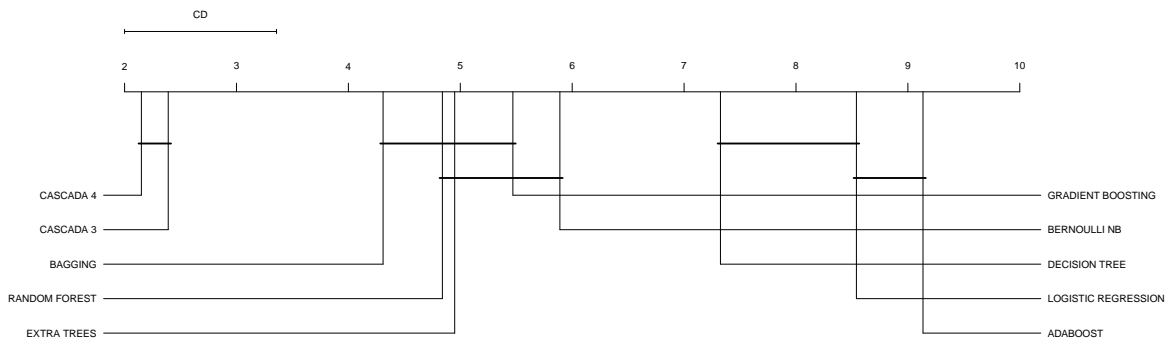 CD
2 3 4 5 6 7 8 9 10
CASCADA 4 GRADIENT BOOSTING
CASCADA 3 BERNOULLI NB
BAGGING DECISION TREE
RANDOM FOREST LOGISTIC REGRESSION
EXTRA TREES ADABOOST